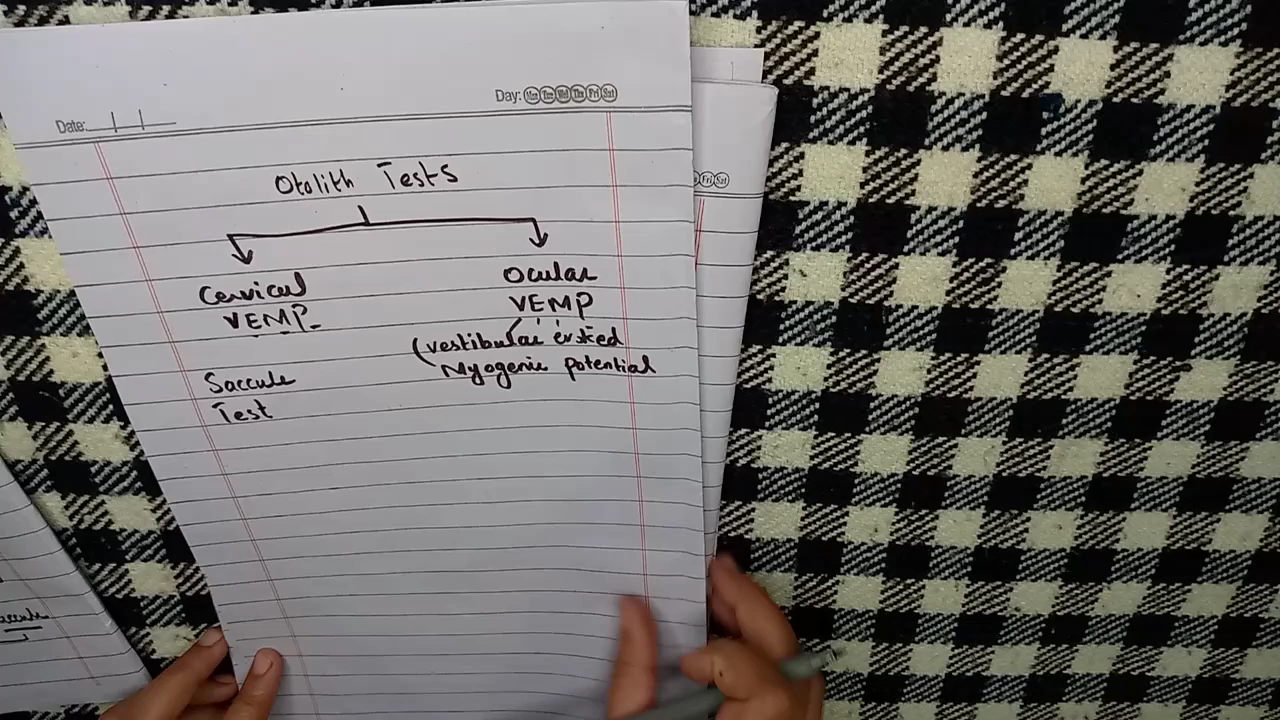 Day: Mon Tue Wed Thu Fri Sat
Date:
Fri Sat
Otolith Tests
Cervical
VEMP
Ocular
VEMP
(vestibular evoked
Myogenic potential
Saccule
Test